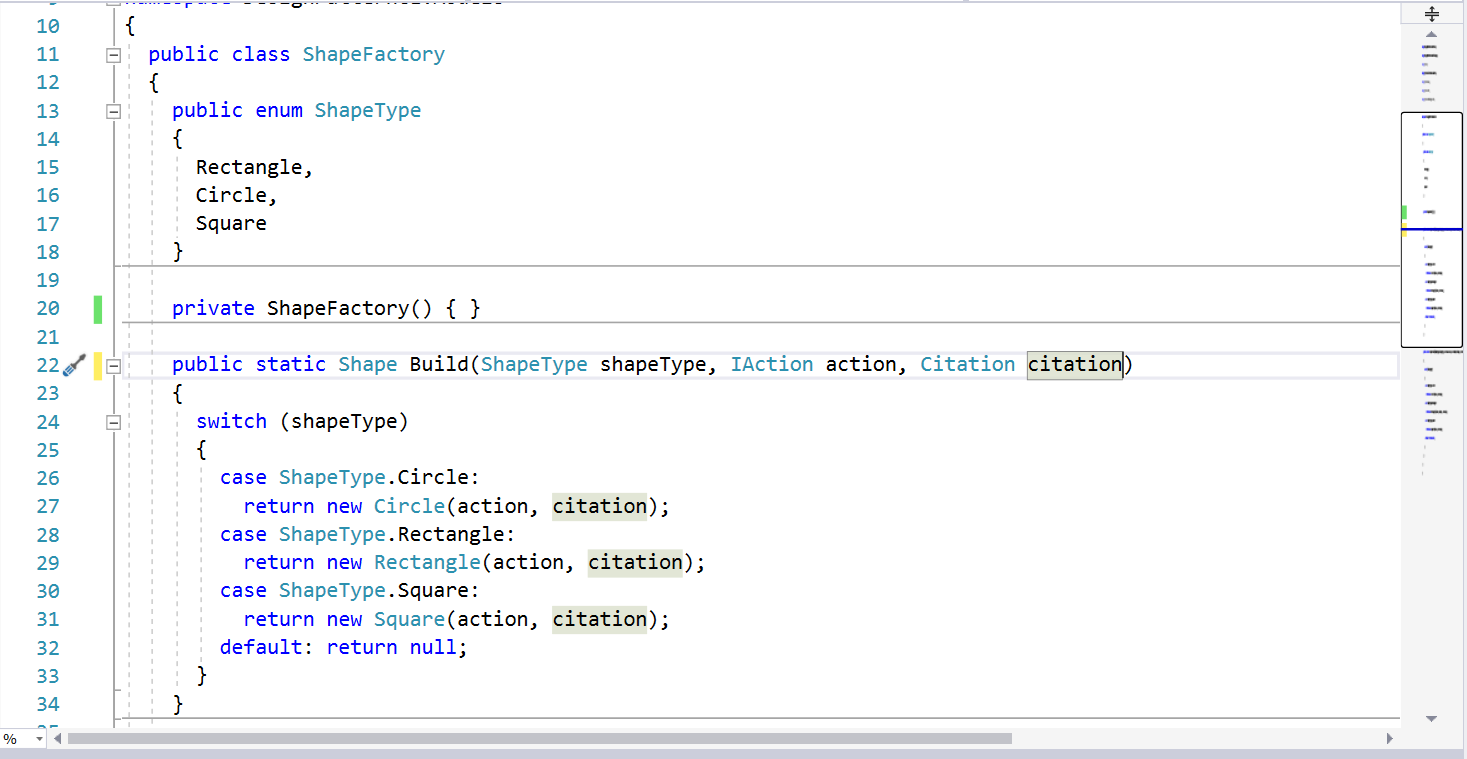 10 {
11 public class ShapeFactory
12 {
13 public enum ShapeType
14 {
15 Rectangle,
16 Circle,
17 Square
18 }
19
20 private ShapeFactory() { }
21
22 public static Shape Build(ShapeType shapeType, IAction action, Citation citation)
23 {
24 switch (shapeType)
25 {
26 case ShapeType.Circle:
27 return new Circle(action, citation);
28 case ShapeType.Rectangle:
29 return new Rectangle(action, citation);
30 case ShapeType.Square:
31 return new Square(action, citation);
32 default: return null;
33 }
34 }
%